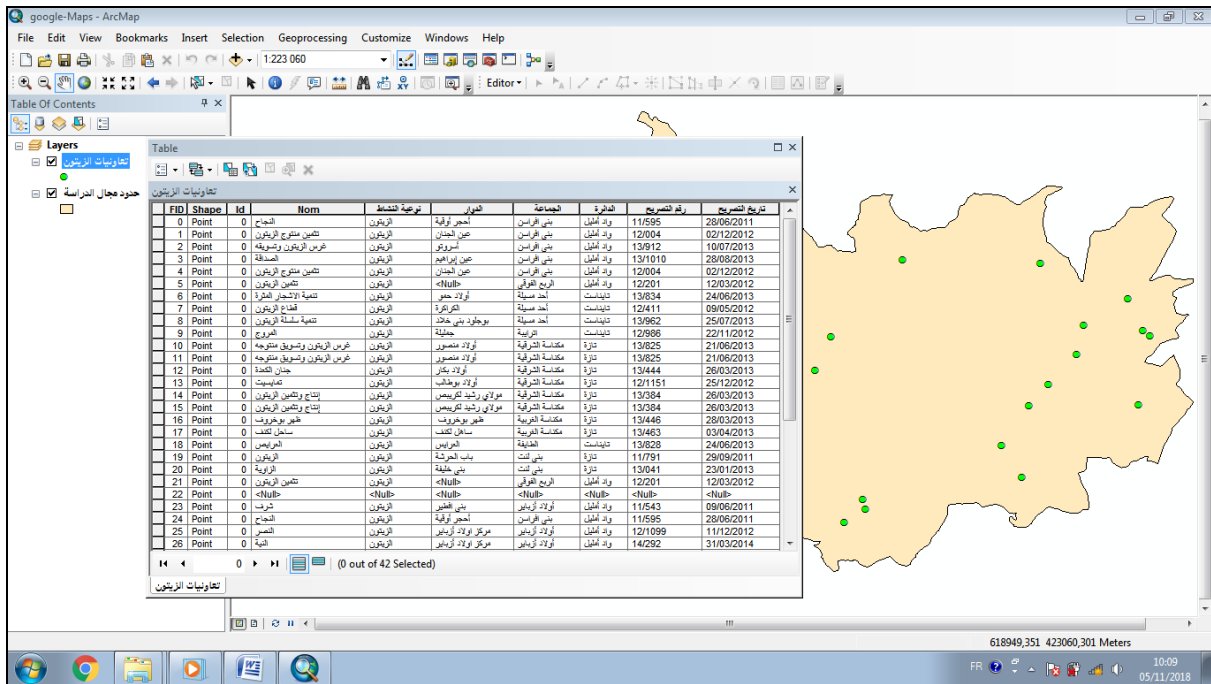 google-Maps - ArcMap
File Edit View Bookmarks Insert Selection Geoprocessing Customize Windows Help
1:223 060
Editor
Table Of Contents
Layers
تعاونيات الزيتون
حدود مجال الدراسة
Table
تعاونيات الزيتون
FID Shape Id Nom نوعية النشاط الدوار الجماعة الدائرة رقم التصريح تاريخ التصريح
0 Point 0 النجاح الزيتون أحجر أوقية بني افراسن واد أمليل 11/595 28/06/2011
1 Point 0 تثمين منتوج الزيتون الزيتون عين الجنان بني افراسن واد أمليل 12/004 02/12/2012
2 Point 0 غرس الزيتون وتسويقه الزيتون أسروتو بني افراسن واد أمليل 13/912 10/07/2013
3 Point 0 الصداقة الزيتون عين إبراهيم بني افراسن واد أمليل 13/1010 28/08/2013
4 Point 0 تثمين منتوج الزيتون الزيتون عين الجنان بني افراسن واد أمليل 12/004 02/12/2012
5 Point 0 تثمين الزيتون الزيتون <Null> الربع الفوقي واد أمليل 12/201 12/03/2012
6 Point 0 تنمية الاشجار المثرة الزيتون أولاد حمو أحد مسيلة تايناست 13/834 24/06/2013
7 Point 0 قطاع الزيتون الزيتون الكراكرة أحد مسيلة تايناست 12/411 09/05/2012
8 Point 0 تنمية سلسلة الزيتون الزيتون بوجلود بني خلاد أحد مسيلة تايناست 13/962 25/07/2013
9 Point 0 المروج الزيتون جمليلة اترايبة تايناست 12/986 22/11/2012
10 Point 0 غرس الزيتون وتسويق منتوجه الزيتون أولاد منصور مكناسة الشرقية تازة 13/825 21/06/2013
11 Point 0 غرس الزيتون وتسويق منتوجه الزيتون أولاد منصور مكناسة الشرقية تازة 13/825 21/06/2013
12 Point 0 جنان الكعدة الزيتون أولاد بكار مكناسة الشرقية تازة 13/444 26/03/2013
13 Point 0 تمايسيت الزيتون أولاد بوطالب مكناسة الشرقية تازة 12/1151 25/12/2012
14 Point 0 إنتاج وتثمين الزيتون الزيتون مولاي رشيد لكريبص مكناسة الشرقية تازة 13/384 26/03/2013
15 Point 0 إنتاج وتثمين الزيتون الزيتون مولاي رشيد لكريبص مكناسة الشرقية تازة 13/384 26/03/2013
16 Point 0 ظهر بوخروف الزيتون ظهر بوخروف مكناسة الغربية تازة 13/446 28/03/2013
17 Point 0 ساحل لكنف الزيتون ساهل لكنف مكناسة الغربية تازة 13/463 03/04/2013
18 Point 0 العرايص الزيتون العرايس الطايفة تايناست 13/828 24/06/2013
19 Point 0 الزيتون الزيتون باب الحرشة بني لنت تازة 11/791 29/09/2011
20 Point 0 الزاوية الزيتون بني خليفة بني لنت تازة 13/041 23/01/2013
21 Point 0 تثمين الزيتون الزيتون <Null> الربع الفوقي واد أمليل 12/201 12/03/2012
22 Point 0 <Null> <Null> <Null> <Null> <Null> <Null> <Null>
23 Point 0 شرف الزيتون بني افطير أولاد أزباير واد أمليل 11/543 09/06/2011
24 Point 0 النجاح الزيتون أحجر أوقية بني افراسن واد أمليل 11/595 28/06/2011
25 Point 0 النصر الزيتون مركز اولاد أزباير أولاد أزباير واد أمليل 12/1099 11/12/2012
26 Point 0 النية الزيتون مركز اولاد أزباير أولاد أزباير واد أمليل 14/292 31/03/2014
0 (0 out of 42 Selected)
تعاونيات الزيتون
618949,351 423060,301 Meters
FR
10:09
05/11/2018